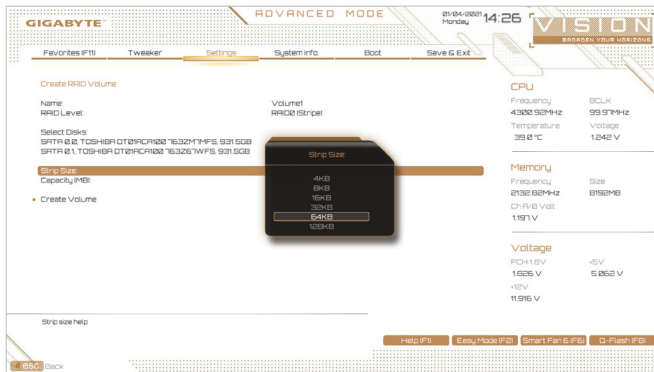 GIGABYTE
ADVANCED MODE
01/04/2021
Monday
14:26
VISION
BROADEN YOUR HORIZONS
Favorites (F11)
Tweaker
Settings
System Info.
Boot
Save & Exit
Create RAID Volume
Name:
Volume1
RAID Level:
RAID0 (Stripe)
Select Disks:
SATA 0.0, TOSHIBA DT01ACA100 763ZM7MFS, 931.5GB
SATA 0.1, TOSHIBA DT01ACA100 763Z67WFS, 931.5GB
Strip Size:
Capacity (MB):
Create Volume
Strip Size:
4KB
8KB
16KB
32KB
64KB
128KB
CPU
Frequency
BCLK
4300.92MHz
99.97MHz
Temperature
Voltage
39.0 °C
1.242 V
Memory
Frequency
Size
2132.82MHz
8192MB
Ch A/B Volt
1.197 V
Voltage
PCH 1.8V
+5V
1.826 V
5.062 V
+12V
11.916 V
Strip size help
Help (F1)
Easy Mode (F2)
Smart Fan 6 (F6)
Q-Flash (F8)
ESC
Back